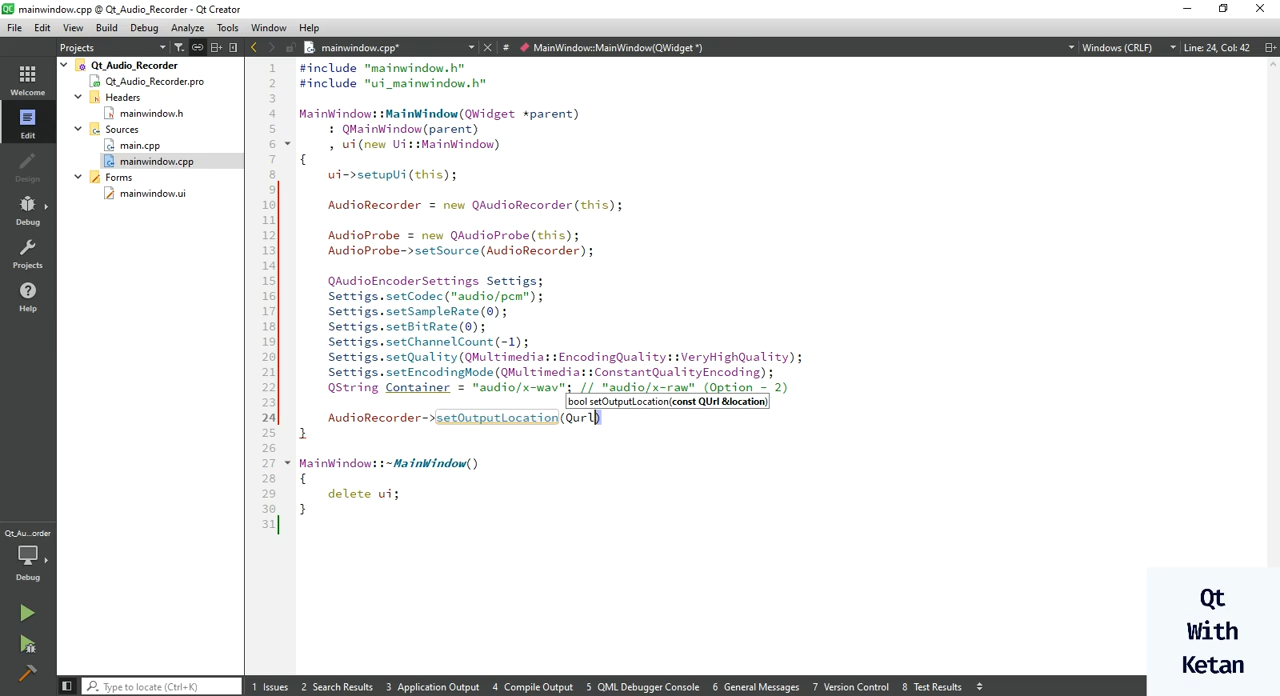 mainwindow.cpp @ Qt_Audio_Recorder - Qt Creator
File Edit View Build Debug Analyze Tools Window Help
Projects mainwindow.cpp* # MainWindow::MainWindow(QWidget *) Windows (CRLF) Line: 24, Col: 42
Welcome
Edit
Design
Debug
Projects
Help
Qt_Audio_Recorder
Qt_Audio_Recorder.pro
Headers
mainwindow.h
Sources
main.cpp
mainwindow.cpp
Forms
mainwindow.ui
1 #include "mainwindow.h"
2 #include "ui_mainwindow.h"
3
4 MainWindow::MainWindow(QWidget *parent)
5 : QMainWindow(parent)
6 , ui(new Ui::MainWindow)
7 {
8 ui->setupUi(this);
9
10 AudioRecorder = new QAudioRecorder(this);
11
12 AudioProbe = new QAudioProbe(this);
13 AudioProbe->setSource(AudioRecorder);
14
15 QAudioEncoderSettings Settigs;
16 Settigs.setCodec("audio/pcm");
17 Settigs.setSampleRate(0);
18 Settigs.setBitRate(0);
19 Settigs.setChannelCount(-1);
20 Settigs.setQuality(QMultimedia::EncodingQuality::VeryHighQuality);
21 Settigs.setEncodingMode(QMultimedia::ConstantQualityEncoding);
22 QString Container = "audio/x-wav"; // "audio/x-raw" (Option - 2)
23 bool setOutputLocation(const QUrl &location)
24 AudioRecorder->setOutputLocation(Qurl)
25 }
26
27 MainWindow::~MainWindow()
28 {
29 delete ui;
30 }
31
Qt_Au...order
Debug
Qt
With
Ketan
Type to locate (Ctrl+K) 1 Issues 2 Search Results 3 Application Output 4 Compile Output 5 QML Debugger Console 6 General Messages 7 Version Control 8 Test Results